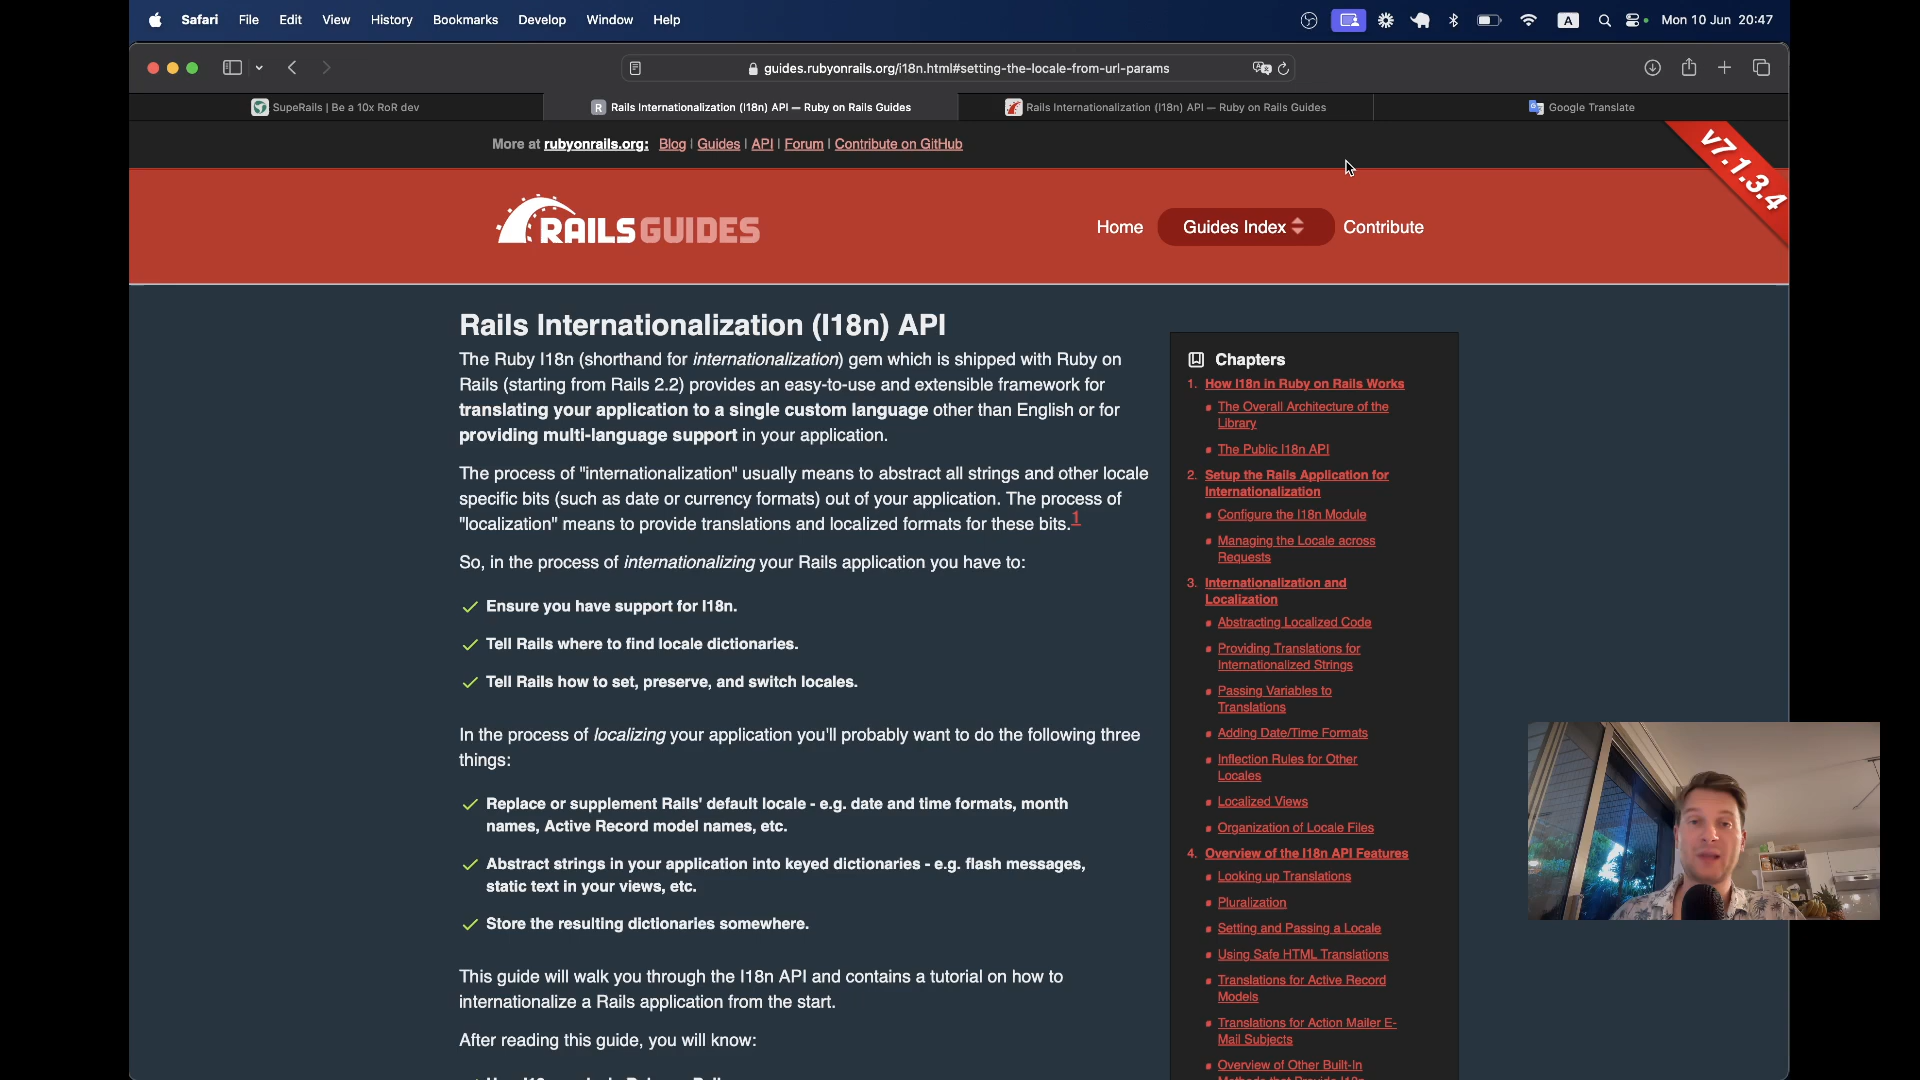 Safari File Edit View History Bookmarks Develop Window Help A Mon 10 Jun 20:47
guides.rubyonrails.org/i18n.html#setting-the-locale-from-url-params
SupeRails | Be a 10x RoR dev
R Rails Internationalization (I18n) API — Ruby on Rails Guides
Rails Internationalization (I18n) API — Ruby on Rails Guides
Google Translate
More at rubyonrails.org: Blog | Guides | API | Forum | Contribute on GitHub
v7.1.3.4
RAILS GUIDES
Home Guides Index Contribute
Rails Internationalization (I18n) API
The Ruby I18n (shorthand for internationalization) gem which is shipped with Ruby on
Rails (starting from Rails 2.2) provides an easy-to-use and extensible framework for
translating your application to a single custom language other than English or for
providing multi-language support in your application.
The process of "internationalization" usually means to abstract all strings and other locale
specific bits (such as date or currency formats) out of your application. The process of
"localization" means to provide translations and localized formats for these bits.1
So, in the process of internationalizing your Rails application you have to:
Ensure you have support for I18n.
Tell Rails where to find locale dictionaries.
Tell Rails how to set, preserve, and switch locales.
In the process of localizing your application you'll probably want to do the following three
things:
Replace or supplement Rails' default locale - e.g. date and time formats, month
names, Active Record model names, etc.
Abstract strings in your application into keyed dictionaries - e.g. flash messages,
static text in your views, etc.
Store the resulting dictionaries somewhere.
This guide will walk you through the I18n API and contains a tutorial on how to
internationalize a Rails application from the start.
After reading this guide, you will know:
Chapters
1. How I18n in Ruby on Rails Works
The Overall Architecture of the
Library
The Public I18n API
2. Setup the Rails Application for
Internationalization
Configure the I18n Module
Managing the Locale across
Requests
3. Internationalization and
Localization
Abstracting Localized Code
Providing Translations for
Internationalized Strings
Passing Variables to
Translations
Adding Date/Time Formats
Inflection Rules for Other
Locales
Localized Views
Organization of Locale Files
4. Overview of the I18n API Features
Looking up Translations
Pluralization
Setting and Passing a Locale
Using Safe HTML Translations
Translations for Active Record
Models
Translations for Action Mailer E-
Mail Subjects
Overview of Other Built-In